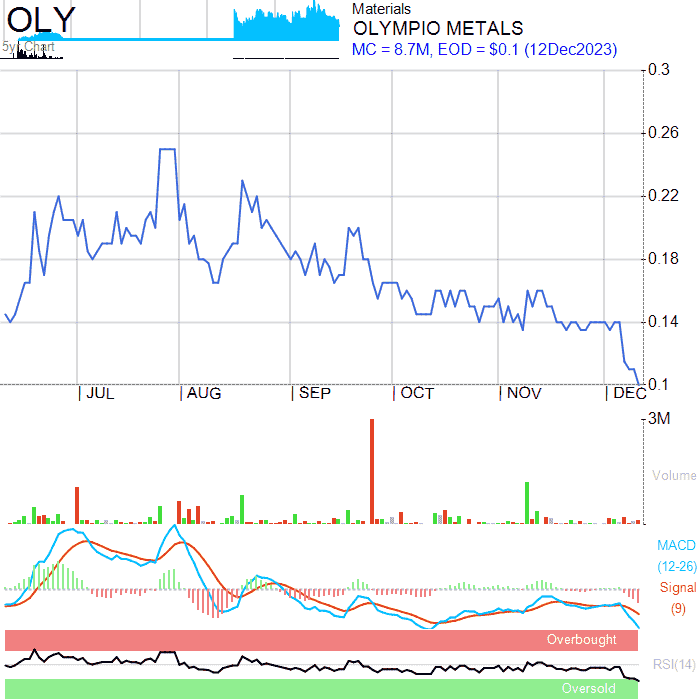 OLY
5yr Chart
Materials
OLYMPIO METALS
MC = 8.7M, EOD = $0.1 (12Dec2023)
0.3
0.26
0.22
0.18
0.14
0.1
| JUL | AUG | SEP | OCT | NOV | DEC
3M
Volume
MACD
(12-26)
Signal
(9)
Overbought
RSI(14)
Oversold